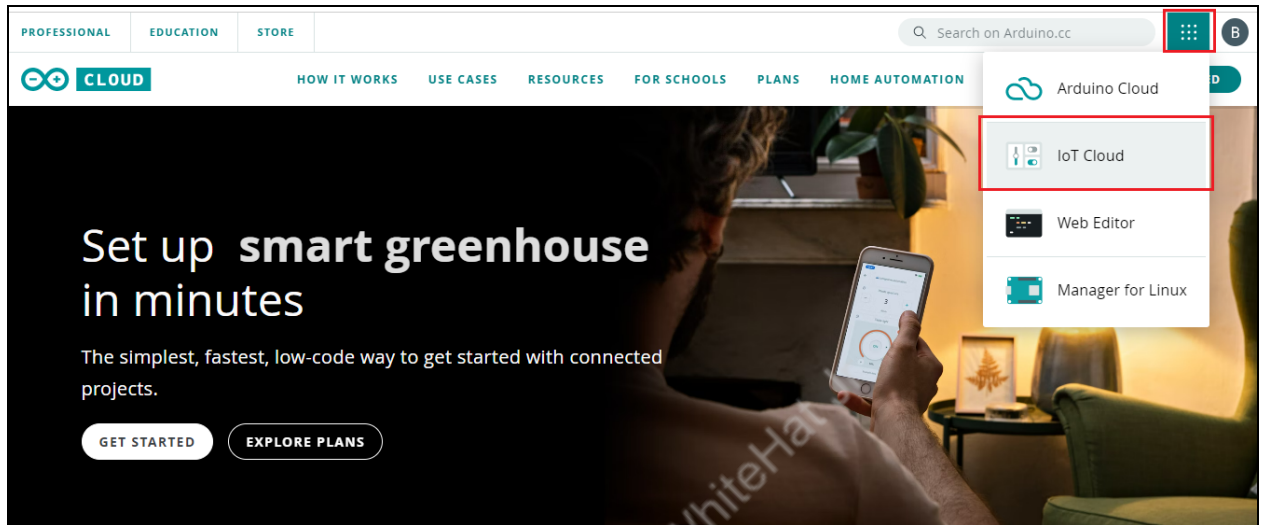 PROFESSIONAL EDUCATION STORE
Search on Arduino.cc
B
CLOUD
HOW IT WORKS USE CASES RESOURCES FOR SCHOOLS PLANS HOME AUTOMATION
D
Arduino Cloud
IoT Cloud
Web Editor
Manager for Linux
Set up smart greenhouse
in minutes
The simplest, fastest, low-code way to get started with connected
projects.
GET STARTED EXPLORE PLANS
3